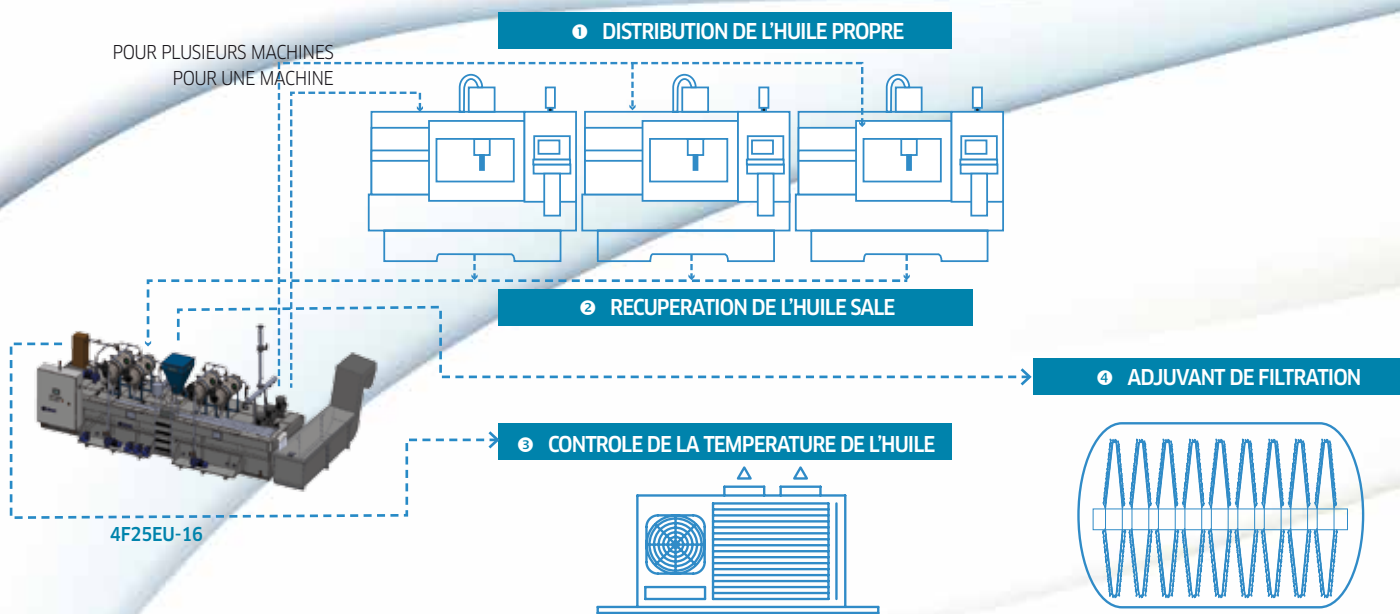 ❶ DISTRIBUTION DE L'HUILE PROPRE
POUR PLUSIEURS MACHINES
POUR UNE MACHINE
❷ RECUPERATION DE L'HUILE SALE
❹ ADJUVANT DE FILTRATION
❸ CONTROLE DE LA TEMPERATURE DE L'HUILE
4F25EU-16